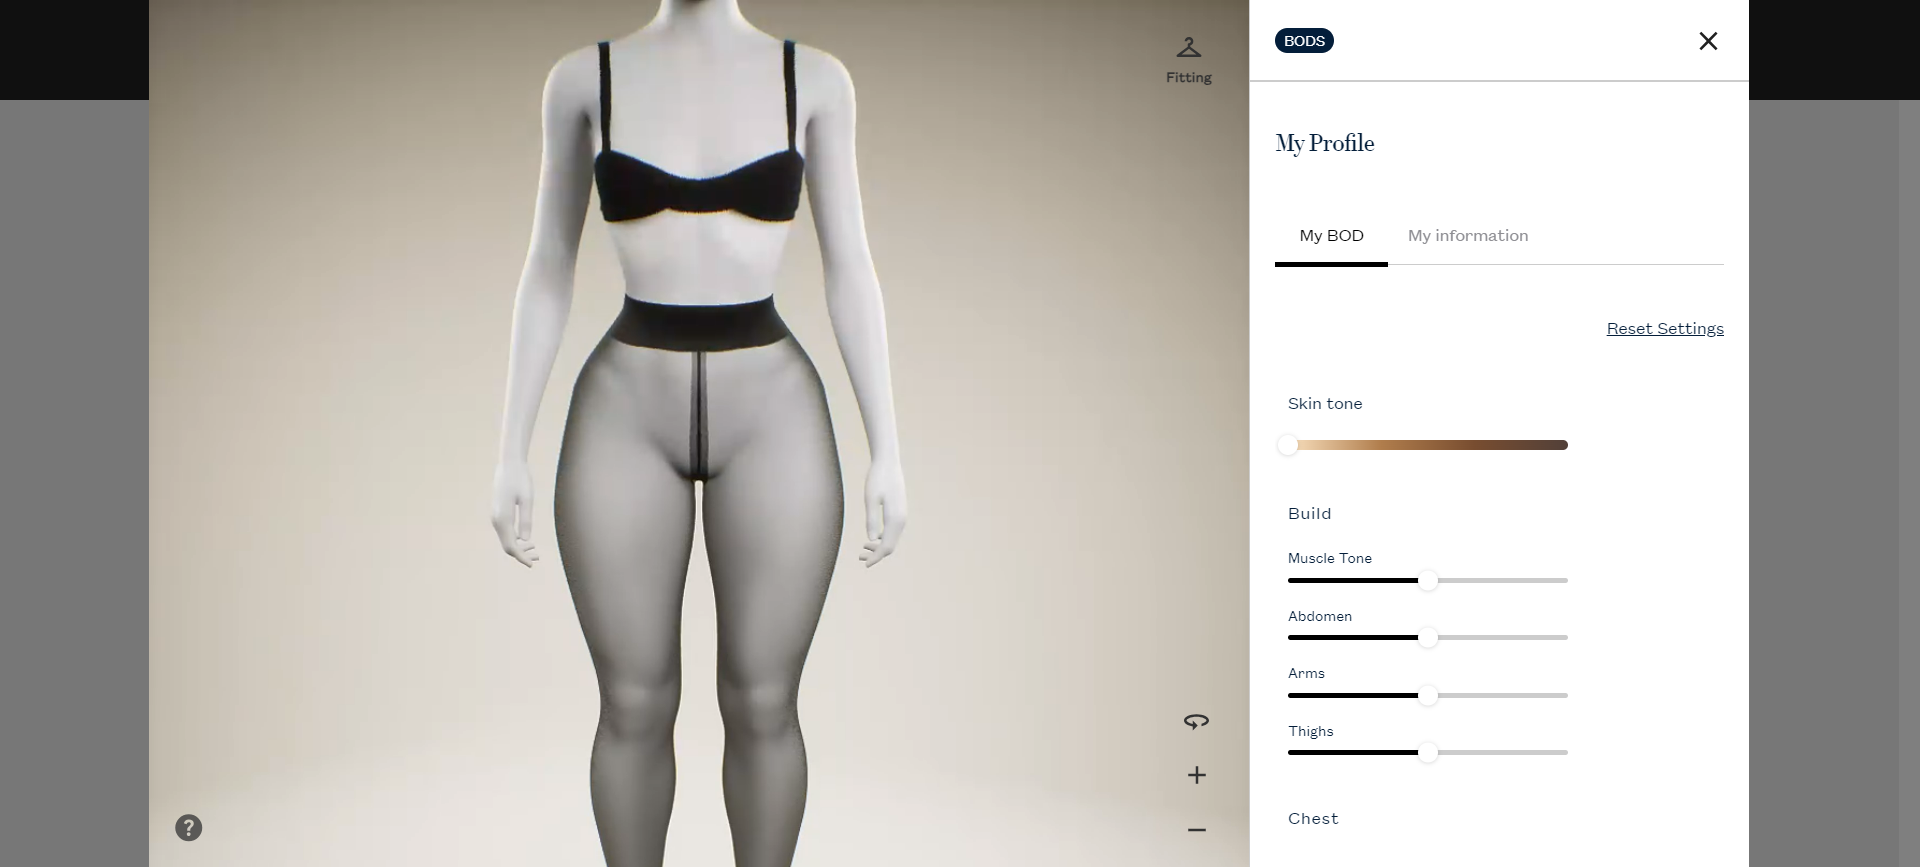 Fitting
?
BODS
My Profile
My BOD
My information
Reset Settings
Skin tone
Build
Muscle Tone
Abdomen
Arms
Thighs
Chest